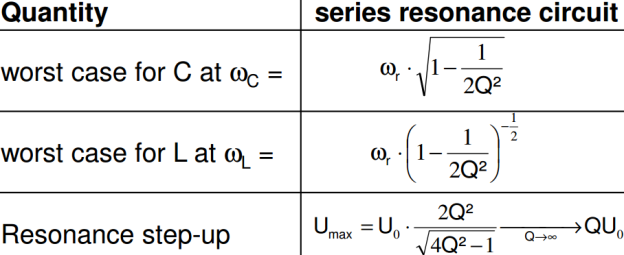 Quantity series resonance circuit
worst case for C at ω_C = ω_r · √(1 − 1/(2Q²))
worst case for L at ω_L = ω_r · (1 − 1/(2Q²))^(−1/2)
Resonance step-up U_max = U_0 · 2Q²/√(4Q² − 1) —Q→∞→ QU_0